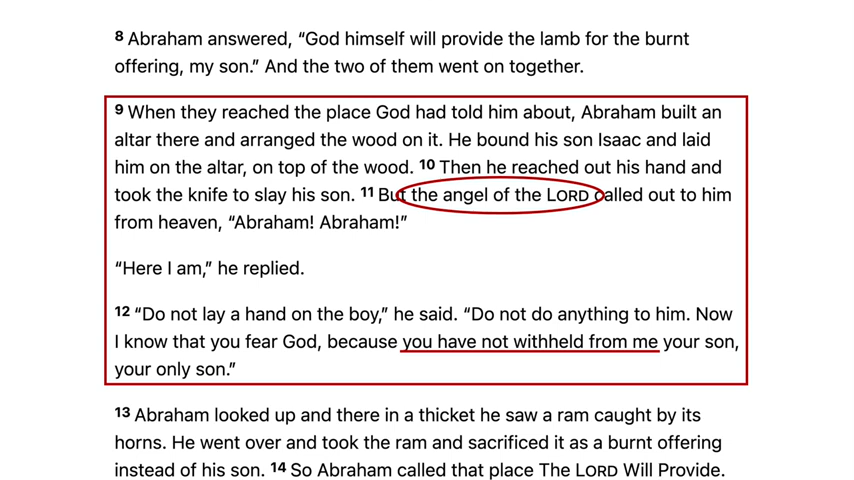 8 Abraham answered, “God himself will provide the lamb for the burnt
offering, my son.” And the two of them went on together.
9 When they reached the place God had told him about, Abraham built an
altar there and arranged the wood on it. He bound his son Isaac and laid
him on the altar, on top of the wood. 10 Then he reached out his hand and
took the knife to slay his son. 11 But the angel of the LORD called out to him
from heaven, “Abraham! Abraham!”
“Here I am,” he replied.
12 “Do not lay a hand on the boy,” he said. “Do not do anything to him. Now
I know that you fear God, because you have not withheld from me your son,
your only son.”
13 Abraham looked up and there in a thicket he saw a ram caught by its
horns. He went over and took the ram and sacrificed it as a burnt offering
instead of his son. 14 So Abraham called that place The LORD Will Provide.